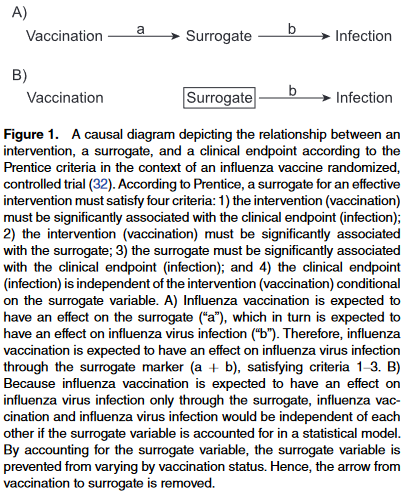 A)
Vaccination a Surrogate b Infection
B)
Vaccination Surrogate b Infection
Figure 1. A causal diagram depicting the relationship between an
intervention, a surrogate, and a clinical endpoint according to the
Prentice criteria in the context of an influenza vaccine randomized,
controlled trial (32). According to Prentice, a surrogate for an effective
intervention must satisfy four criteria: 1) the intervention (vaccination)
must be significantly associated with the clinical endpoint (infection);
2) the intervention (vaccination) must be significantly associated
with the surrogate; 3) the surrogate must be significantly associated
with the clinical endpoint (infection); and 4) the clinical endpoint
(infection) is independent of the intervention (vaccination) conditional
on the surrogate variable. A) Influenza vaccination is expected to
have an effect on the surrogate (“a”), which in turn is expected to
have an effect on influenza virus infection (“b”). Therefore, influenza
vaccination is expected to have an effect on influenza virus infection
through the surrogate marker (a + b), satisfying criteria 1–3. B)
Because influenza vaccination is expected to have an effect on
influenza virus infection only through the surrogate, influenza vac-
cination and influenza virus infection would be independent of each
other if the surrogate variable is accounted for in a statistical model.
By accounting for the surrogate variable, the surrogate variable is
prevented from varying by vaccination status. Hence, the arrow from
vaccination to surrogate is removed.